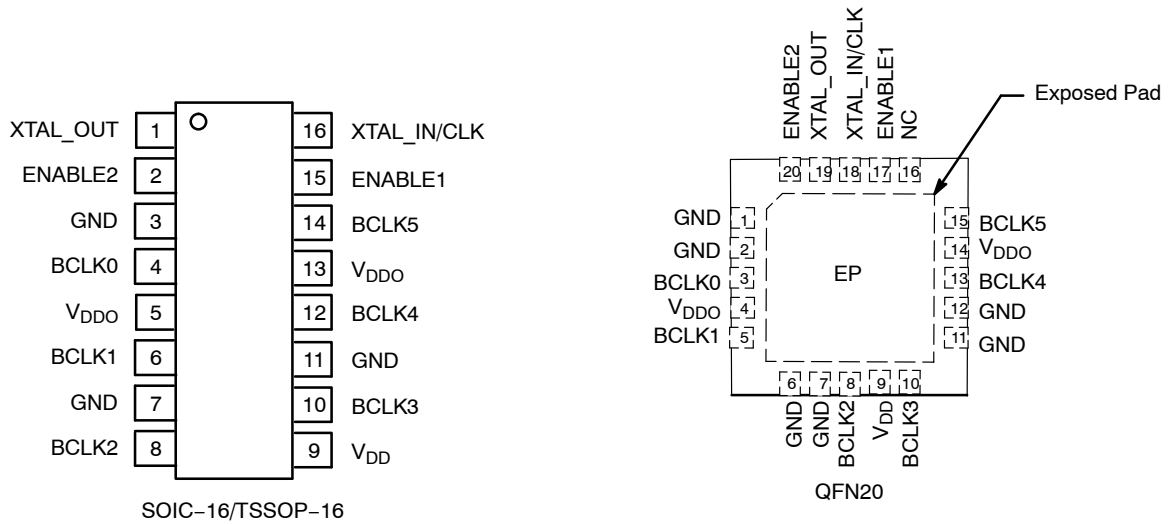 XTAL_OUT 1 16 XTAL_IN/CLK
ENABLE2 2 15 ENABLE1
GND 3 14 BCLK5
BCLK0 4 13 VDDO
VDDO 5 12 BCLK4
BCLK1 6 11 GND
GND 7 10 BCLK3
BCLK2 8 9 VDD
SOIC−16/TSSOP−16
ENABLE2
XTAL_OUT
XTAL_IN/CLK
ENABLE1
NC
Exposed Pad
20 19 18 17 16
GND 1 15 BCLK5
GND 2 14 VDDO
BCLK0 3 EP 13 BCLK4
VDDO 4 12 GND
BCLK1 5 11 GND
6 7 8 9 10
GND
GND
BCLK2
VDD
BCLK3
QFN20